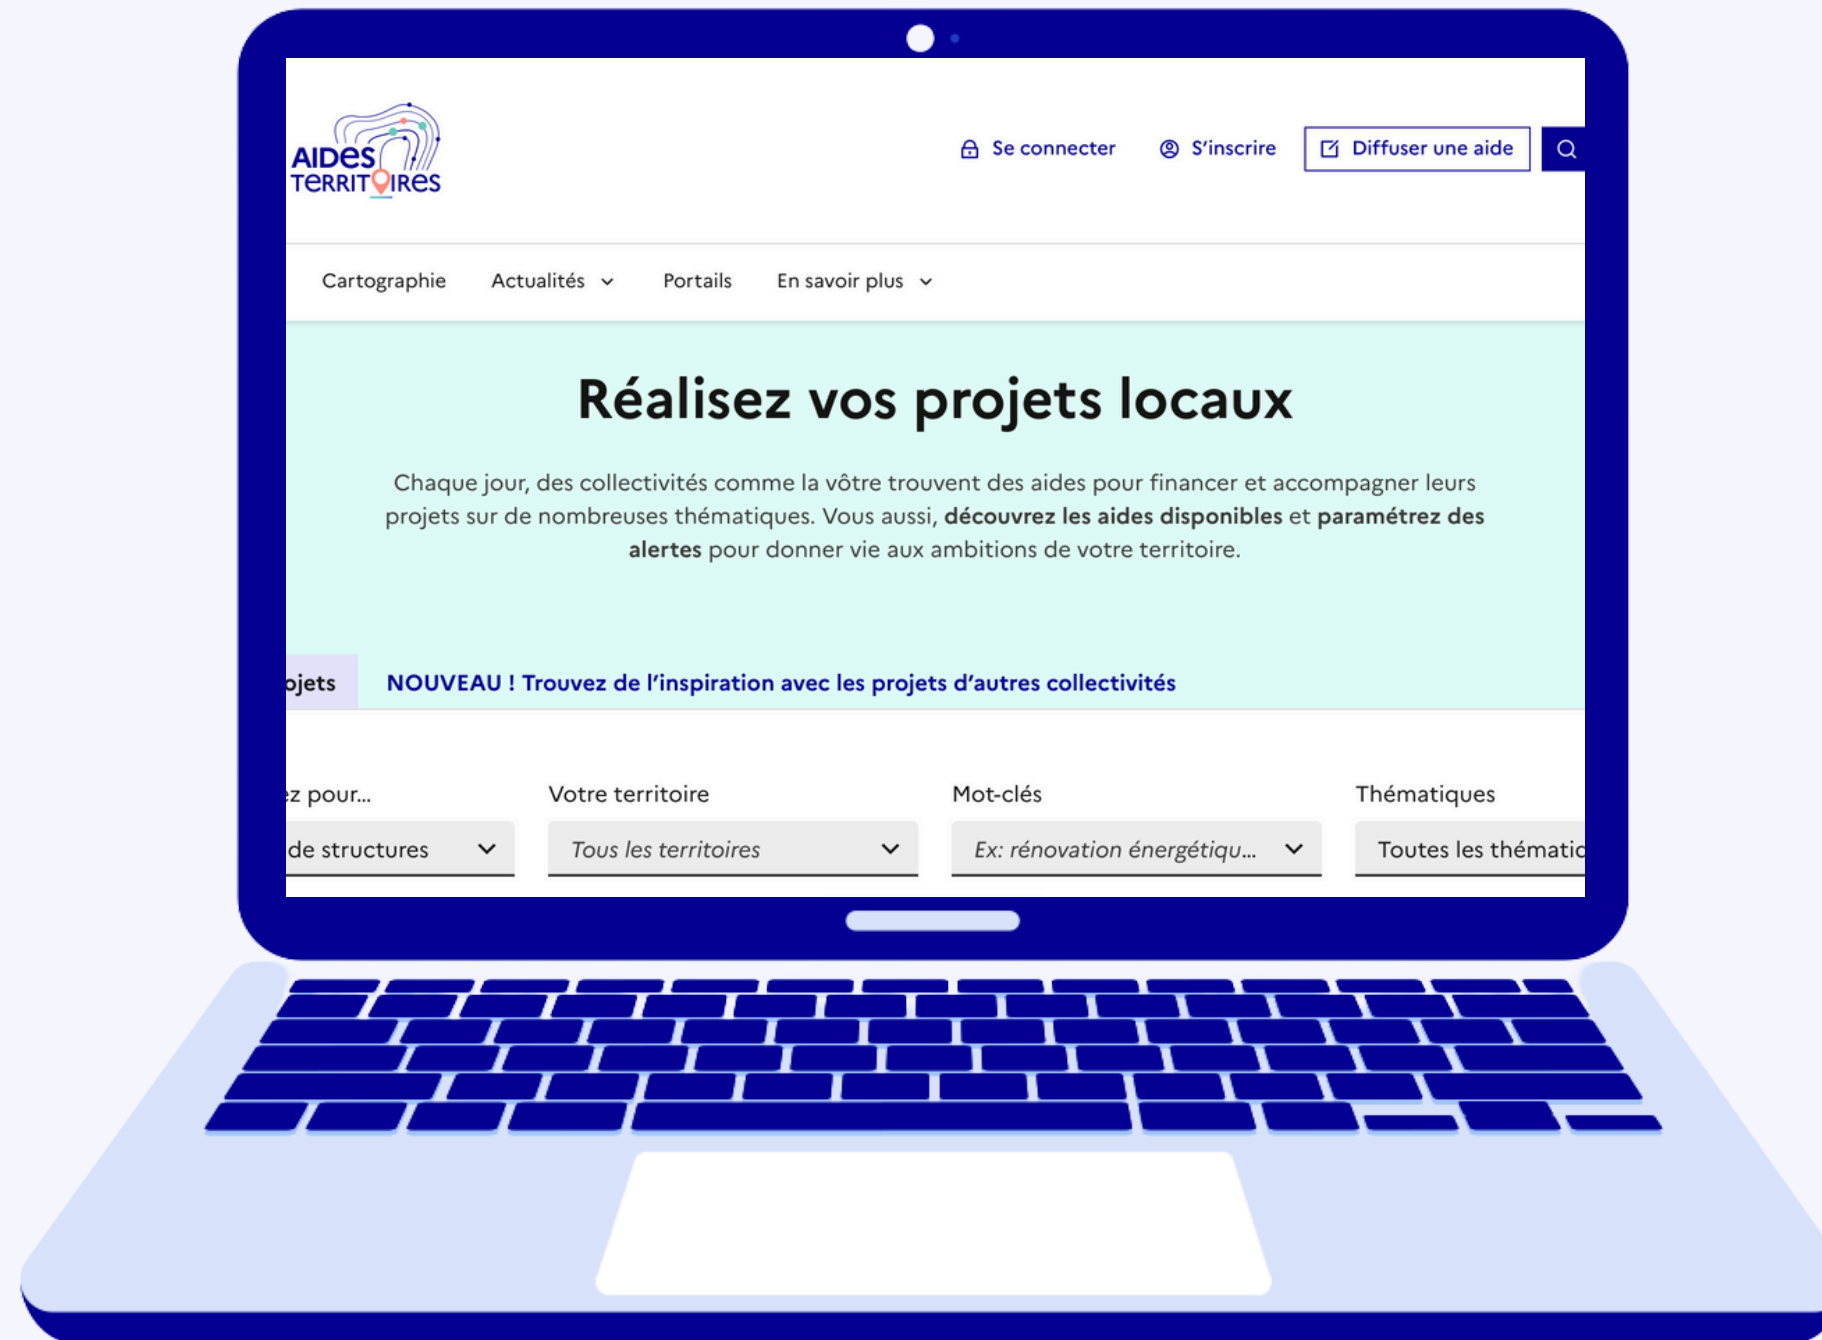 AIDES
TERRITOIRES
Se connecter
S'inscrire
Diffuser une aide
Cartographie
Actualités
Portails
En savoir plus
Réalisez vos projets locaux
Chaque jour, des collectivités comme la vôtre trouvent des aides pour financer et accompagner leurs
projets sur de nombreuses thématiques. Vous aussi, découvrez les aides disponibles et paramétrez des
alertes pour donner vie aux ambitions de votre territoire.
ojets
NOUVEAU ! Trouvez de l'inspiration avec les projets d'autres collectivités
ez pour...
Votre territoire
Mot-clés
Thématiques
de structures
Tous les territoires
Ex: rénovation énergétiqu...
Toutes les thématic